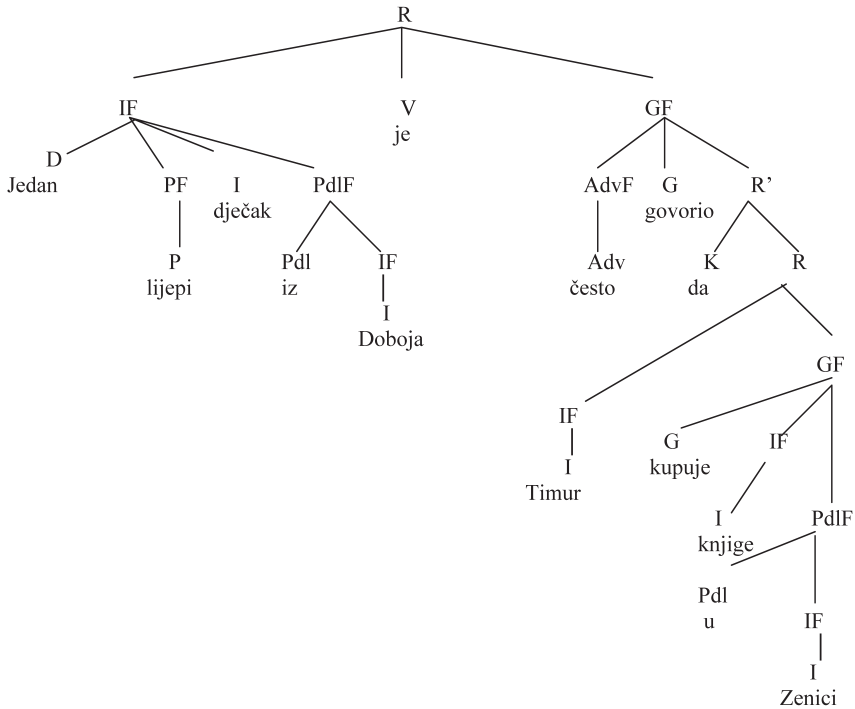 R
IF V GF
je
D
Jedan PF I PdlF AdvF G R’
dječak govorio
P Pdl IF Adv K R
lijepi iz često da
I
Doboja
GF
IF
G IF
I kupuje
Timur
I PdlF
knjige
Pdl
u IF
I
Zenici